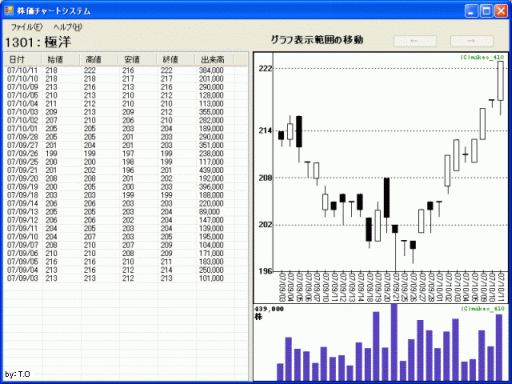 株価チャートシステム
ファイル(F) ヘルプ(H)
1301：極洋
グラフ表示範囲の移動
← →
日付 始値 高値 安値 終値 出来高
07/10/11 218 222 216 222 384,000
07/10/10 218 218 217 217 201,000
07/10/09 213 216 213 216 290,000
07/10/05 210 213 210 212 128,000
07/10/04 211 212 210 210 113,000
07/10/03 209 213 209 212 355,000
07/10/02 207 210 206 210 282,000
07/10/01 205 205 203 204 189,000
07/09/28 205 205 201 203 290,000
07/09/27 201 204 201 203 351,000
07/09/26 199 199 197 199 238,000
07/09/25 200 200 198 199 117,000
07/09/21 201 202 196 201 439,000
07/09/20 208 208 201 202 192,000
07/09/19 200 205 200 203 396,000
07/09/18 203 203 199 199 188,000
07/09/14 205 206 203 203 220,000
07/09/13 205 205 203 204 89,000
07/09/12 206 206 202 204 147,000
07/09/11 204 205 203 204 139,000
07/09/10 204 207 203 205 195,000
07/09/07 208 210 207 209 104,000
07/09/06 210 210 208 209 171,000
07/09/05 216 216 210 211 183,000
07/09/04 213 216 212 214 250,000
07/09/03 213 213 212 213 101,000
by: T.O
(C)mikeo_410
222
214
208
202
196
07/09/03 07/09/04 07/09/05 07/09/06 07/09/07 07/09/10 07/09/11 07/09/12 07/09/13 07/09/14 07/09/18 07/09/19 07/09/20 07/09/21 07/09/25 07/09/26 07/09/27 07/09/28 07/10/01 07/10/02 07/10/03 07/10/04 07/10/05 07/10/09 07/10/10 07/10/11
439,000
株
(C)mikeo_410